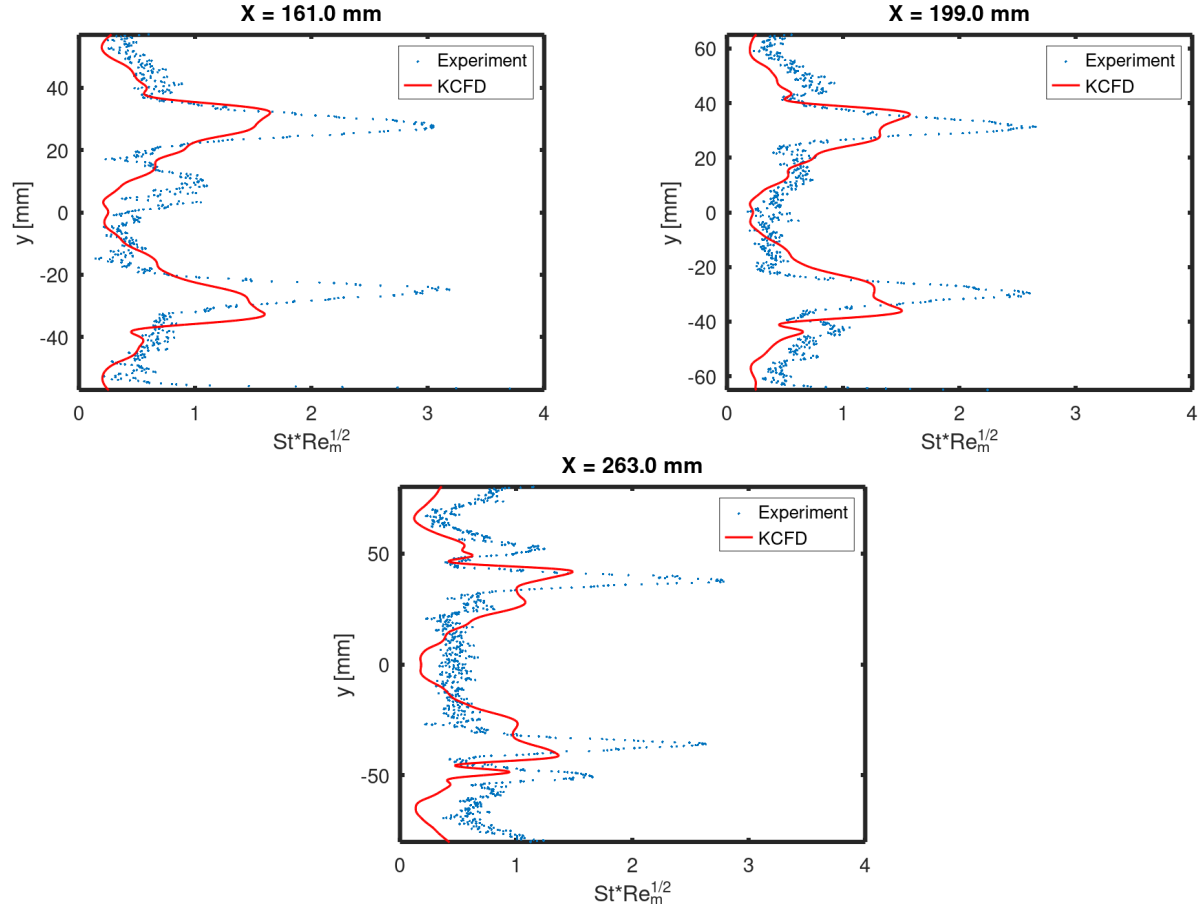 X = 161.0 mm
Experiment
KCFD
40
20
0
-20
-40
y [mm]
0 1 2 3 4
St*Re_m^{1/2}
X = 199.0 mm
Experiment
KCFD
60
40
20
0
-20
-40
-60
y [mm]
0 1 2 3 4
St*Re_m^{1/2}
X = 263.0 mm
Experiment
KCFD
50
0
-50
y [mm]
0 1 2 3 4
St*Re_m^{1/2}